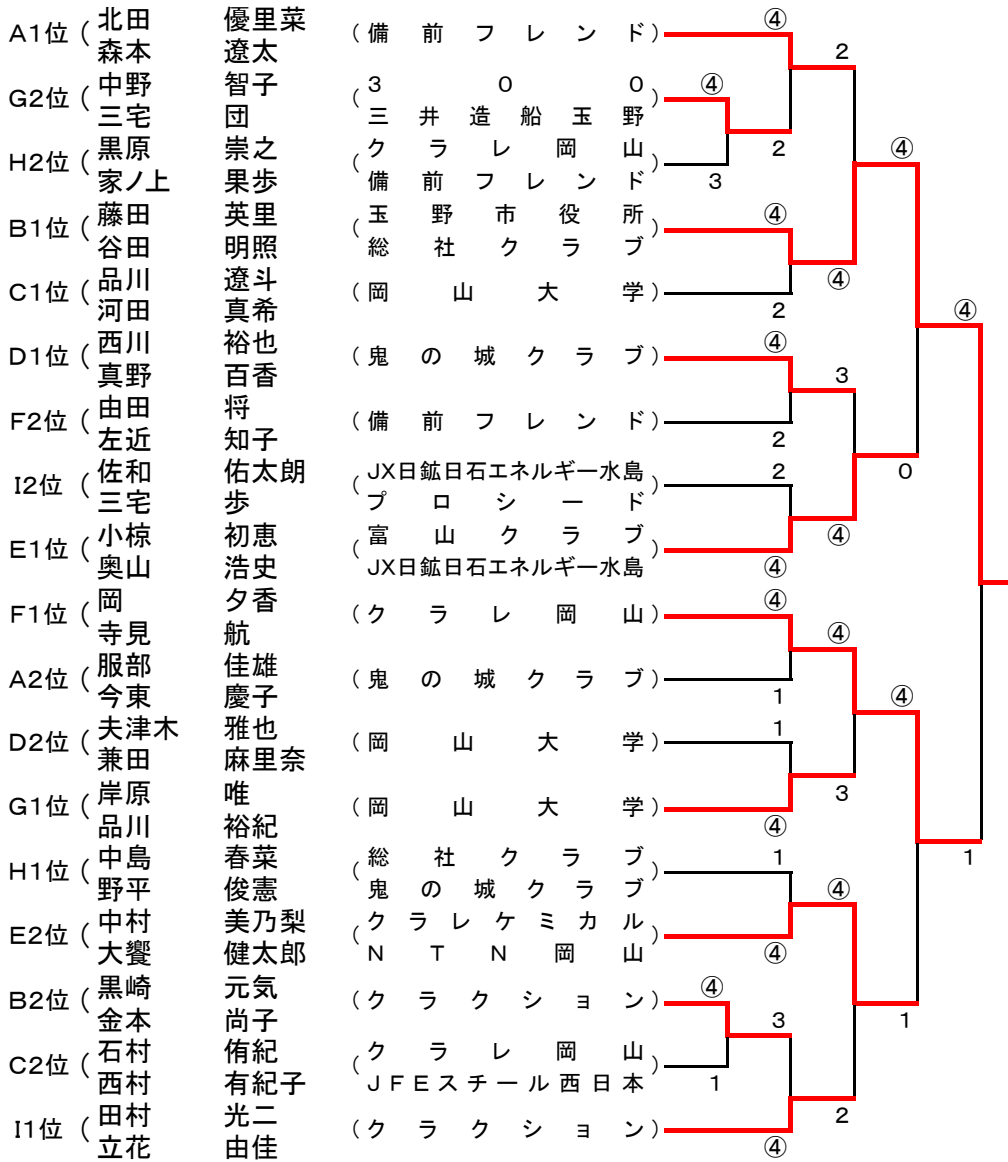 ④
北田 優里菜
A1位 ( (備前フレンド)
森本 遼太
2
中野 智子 3 0 0 ④
G2位 ( (
三宅 団 三井造船玉野 )
2
黒原 崇之 クラレ岡山 ④
H2位 ( ( )
家ノ上 果歩 備前フレンド 3
藤田 英里 玉野市役所 ④
B1位 ( ( )
谷田 明照 総社クラブ
④
品川 遼斗
C1位 ( (岡山大学)
河田 真希 2
④
西川 裕也 ④
D1位 ( (鬼の城クラブ)
真野 百香
3
由田 将
F2位 ( (備前フレンド)
左近 知子 2
佐和 佑太朗 JX日鉱日石エネルギー水島 2 0
I2位 ( ( )
三宅 歩 プロシード
④
小椋 初恵 富山クラブ
E1位 ( ( )
奥山 浩史 JX日鉱日石エネルギー水島 ④
岡 夕香 ④
F1位 ( (クラレ岡山)
寺見 航
④
服部 佳雄
A2位 ( (鬼の城クラブ)
今東 慶子 1 ④
夫津木 雅也 1
D2位 ( (岡山大学)
兼田 麻里奈
3
岸原 唯
G1位 ( (岡山大学)
品川 裕紀 ④
中島 春菜 総社クラブ 1 1
H1位 ( ( )
野平 俊憲 鬼の城クラブ
④
中村 美乃梨 クラレケミカル
E2位 ( ( )
大饗 健太郎 NTN岡山 ④
黒崎 元気 ④
B2位 ( (クラクション)
金本 尚子
3 1
石村 侑紀 クラレ岡山
C2位 ( ( )
西村 有紀子 JFEスチール西日本 1
2
田村 光二
I1位 ( (クラクション)
立花 由佳 ④